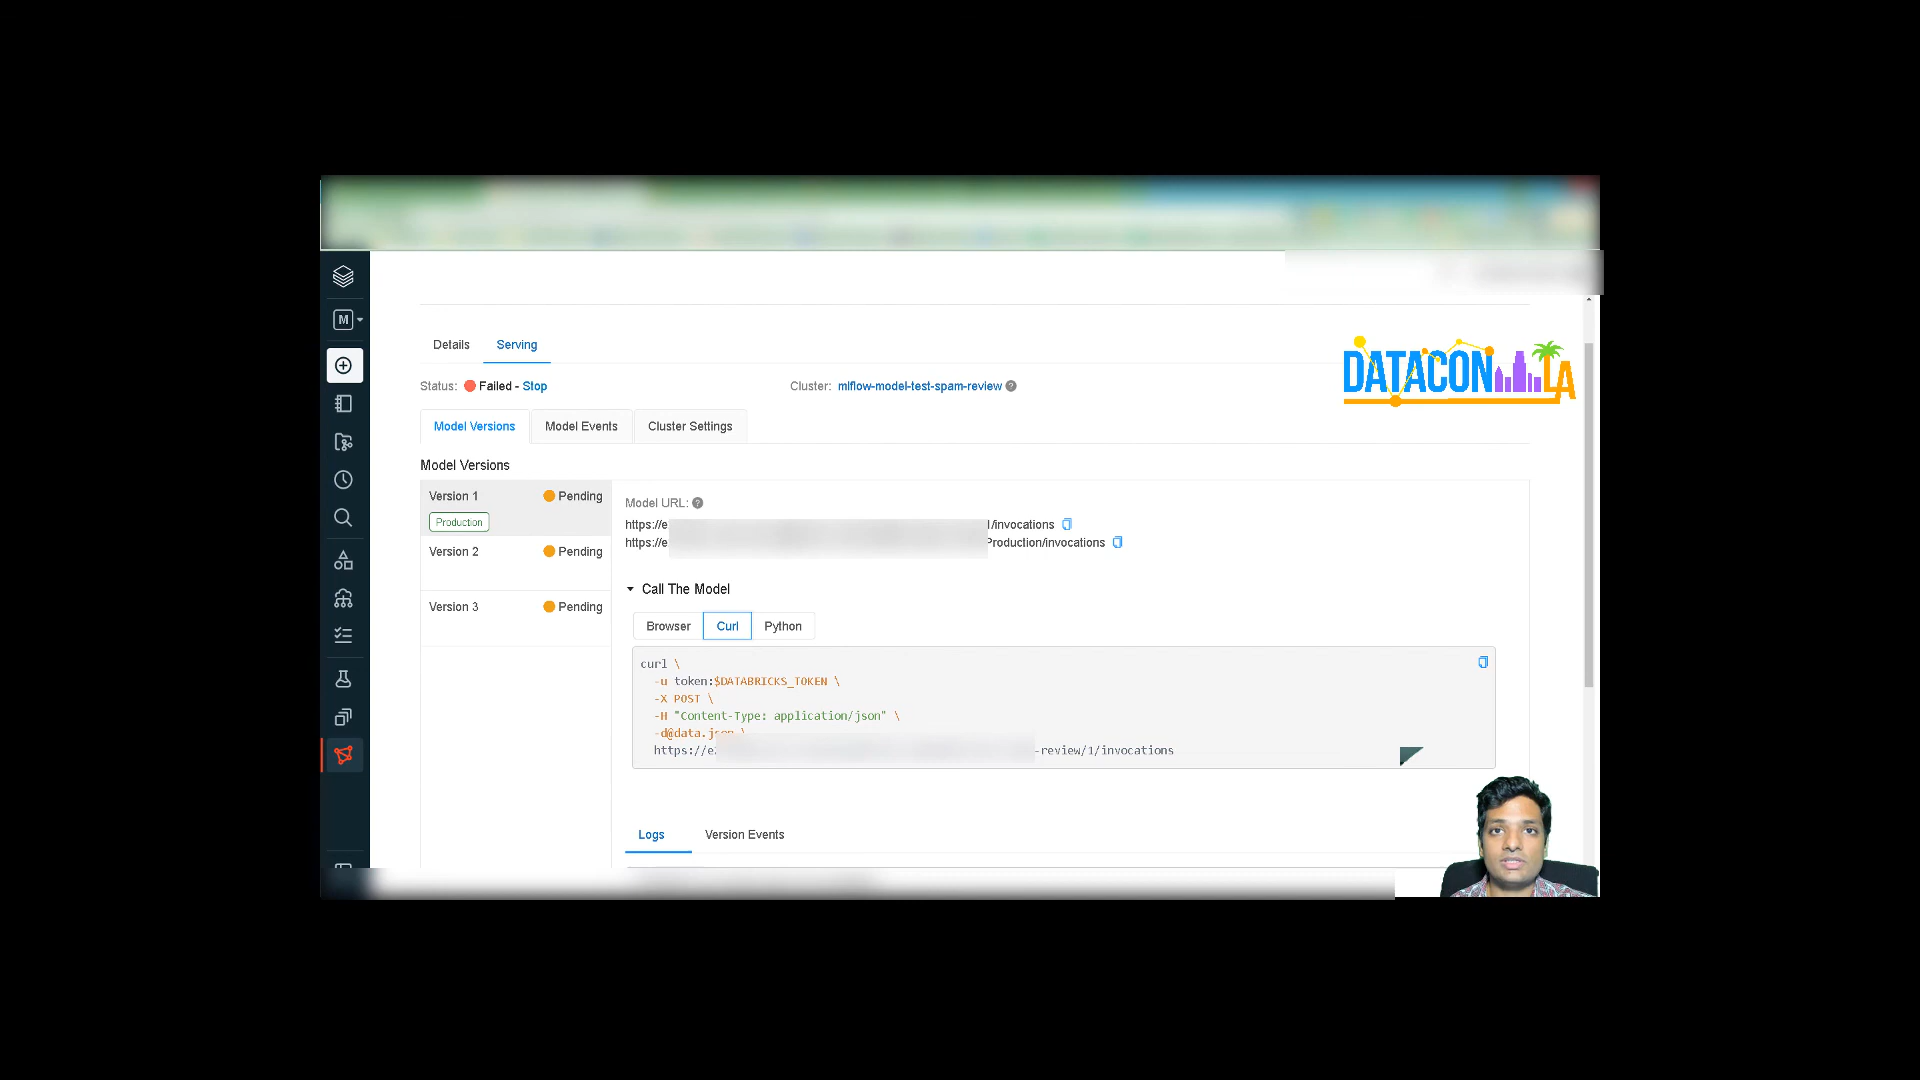 M
DATACON LA
Details Serving
Status: Failed - Stop Cluster: mlflow-model-test-spam-review
Model Versions Model Events Cluster Settings
Model Versions
Version 1 Pending
Production
Version 2 Pending
Version 3 Pending
Model URL:
https://e 1/invocations
https://e Production/invocations
Call The Model
Browser Curl Python
curl \
-u token:$DATABRICKS_TOKEN \
-X POST \
-H "Content-Type: application/json" \
-d@data.json \
https://e -review/1/invocations
Logs Version Events